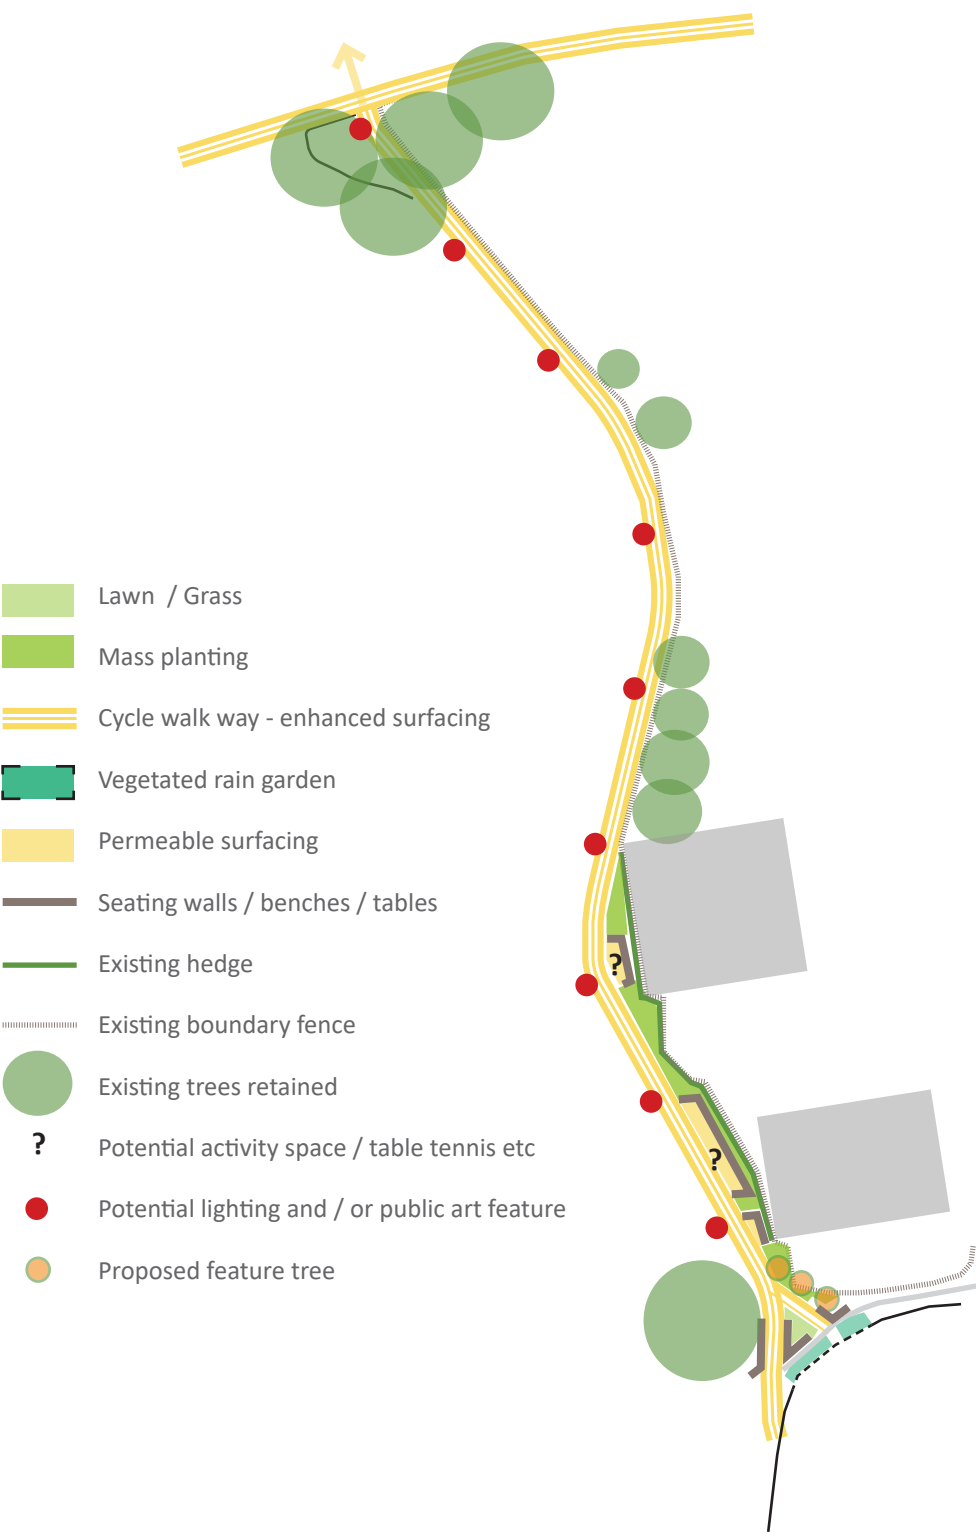 Lawn / Grass
Mass planting
Cycle walk way - enhanced surfacing
Vegetated rain garden
Permeable surfacing
Seating walls / benches / tables
?
Existing hedge
Existing boundary fence
Existing trees retained
? Potential activity space / table tennis etc
?
Potential lighting and / or public art feature
Proposed feature tree